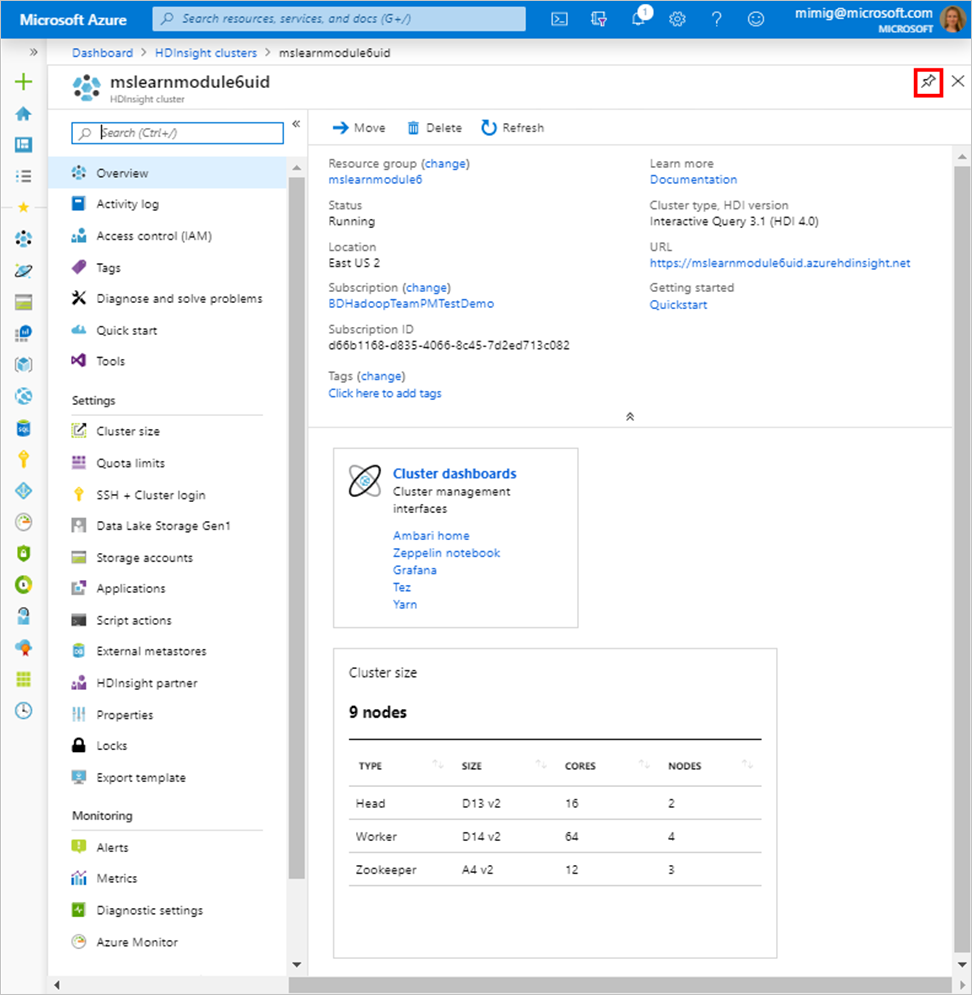 Microsoft Azure
Search resources, services, and docs (G+/)
1
mimig@microsoft.com
MICROSOFT
Dashboard > HDInsight clusters > mslearnmodule6uid
mslearnmodule6uid
HDInsight cluster
Search (Ctrl+/)
Overview
Activity log
Access control (IAM)
Tags
Diagnose and solve problems
Quick start
Tools
Settings
Cluster size
Quota limits
SSH + Cluster login
Data Lake Storage Gen1
Storage accounts
Applications
Script actions
External metastores
HDInsight partner
Properties
Locks
Export template
Monitoring
Alerts
Metrics
Diagnostic settings
Azure Monitor
Move Delete Refresh
Resource group (change)
mslearnmodule6
Status
Running
Location
East US 2
Subscription (change)
BDHadoopTeamPMTestDemo
Subscription ID
d66b1168-d835-4066-8c45-7d2ed713c082
Tags (change)
Click here to add tags
Learn more
Documentation
Cluster type, HDI version
Interactive Query 3.1 (HDI 4.0)
URL
https://mslearnmodule6uid.azurehdinsight.net
Getting started
Quickstart
Cluster dashboards
Cluster management
interfaces
Ambari home
Zeppelin notebook
Grafana
Tez
Yarn
Cluster size
9 nodes
TYPE SIZE CORES NODES
Head D13 v2 16 2
Worker D14 v2 64 4
Zookeeper A4 v2 12 3